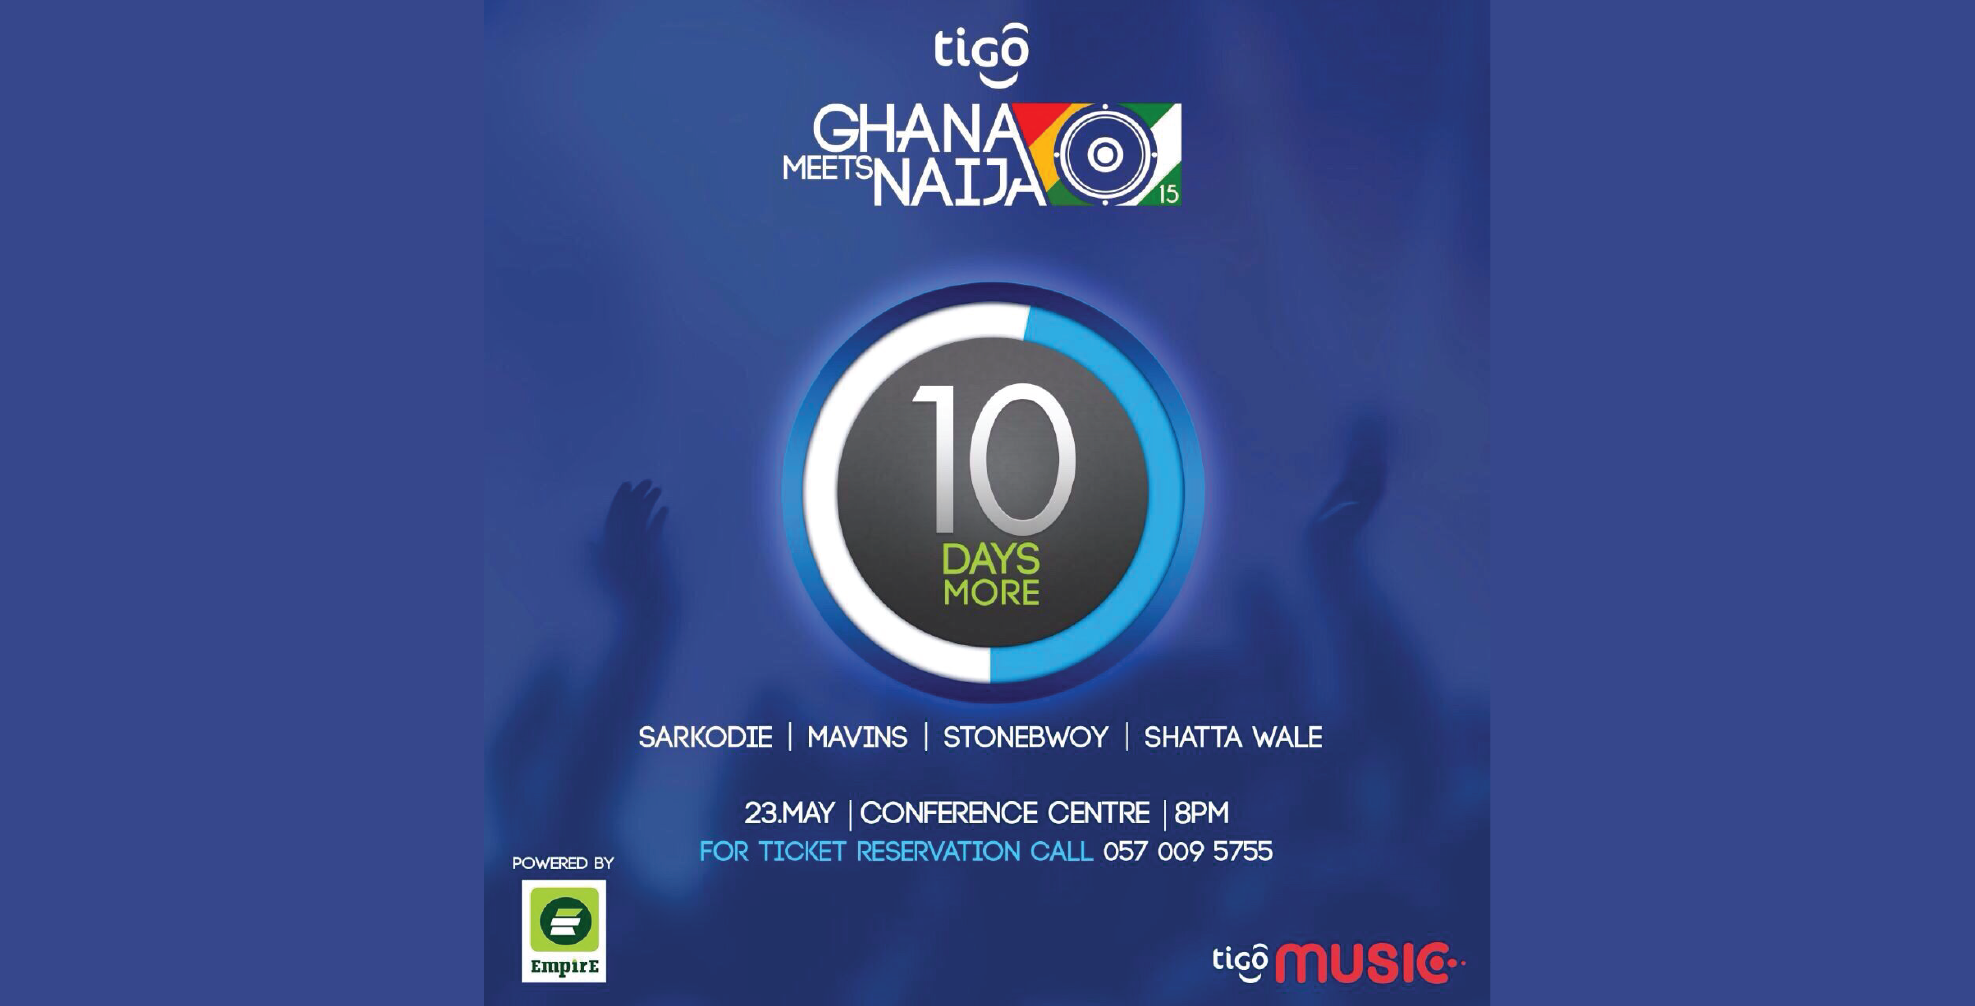 tigo
GHANA
MEETS NAIJA
15
10
DAYS
MORE
SARKODIE | MAVINS | STONEBWOY | SHATTA WALE
23.MAY | CONFERENCE CENTRE | 8PM
FOR TICKET RESERVATION CALL 057 009 5755
POWERED BY
EmpirE
tigo MUSIC